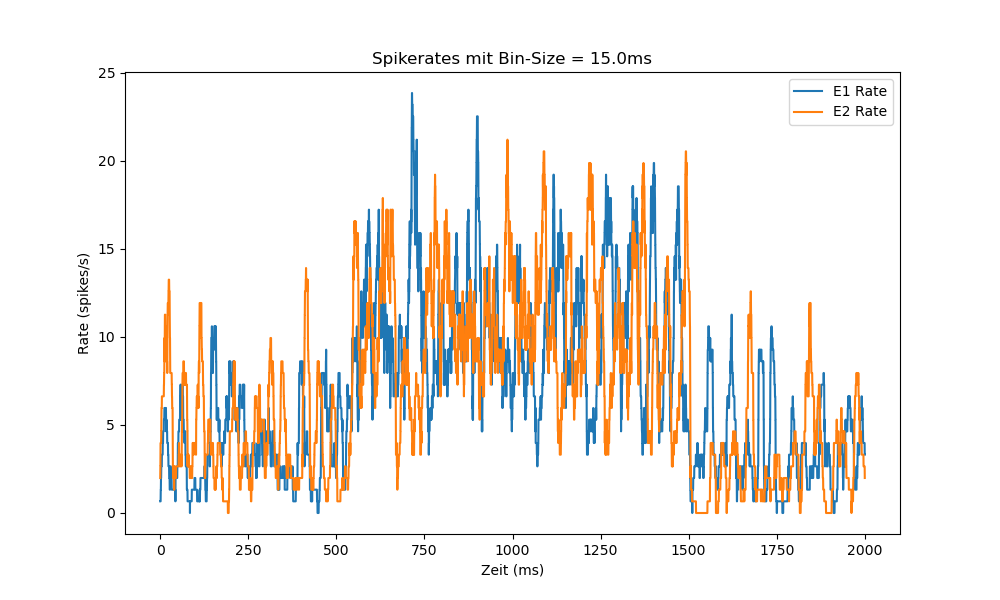 Spikerates mit Bin-Size = 15.0ms
E1 Rate
E2 Rate
Rate (spikes/s)
25
20
15
10
5
0
0 250 500 750 1000 1250 1500 1750 2000
Zeit (ms)